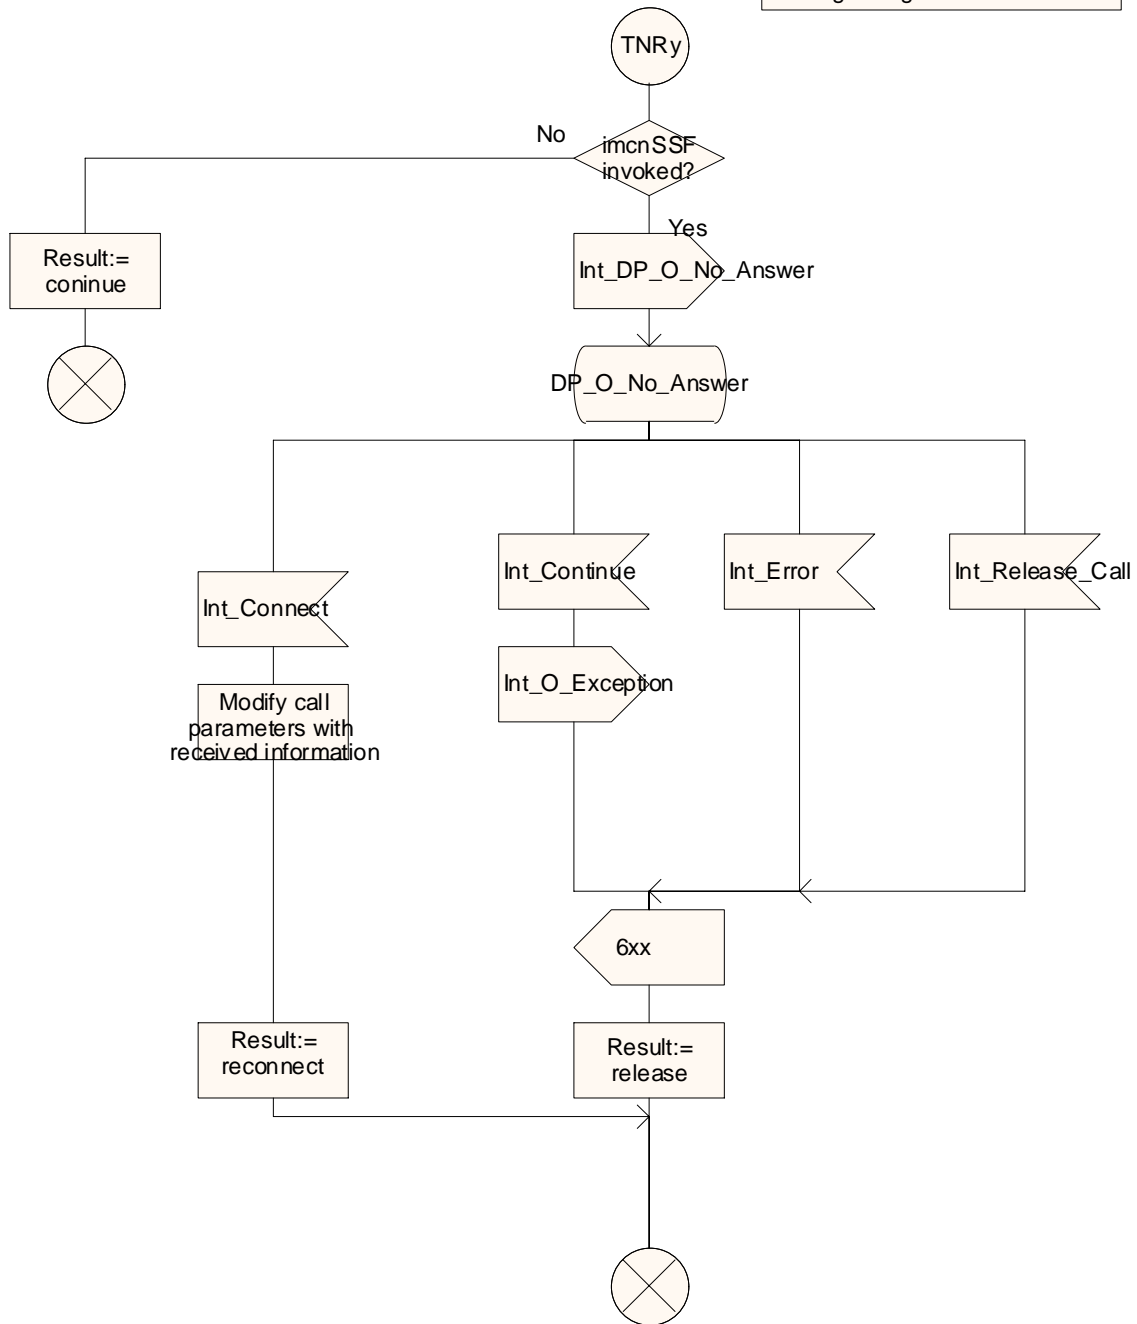 TNRy
No
imcnSSF
invoked?
Yes
Result:=
coninue
Int_DP_O_No_Answer
DP_O_No_Answer
Int_Connect
Int_Continue
Int_Error
Int_Release_Call
Int_O_Exception
Modify call
parameters with
received information
6xx
Result:=
reconnect
Result:=
release